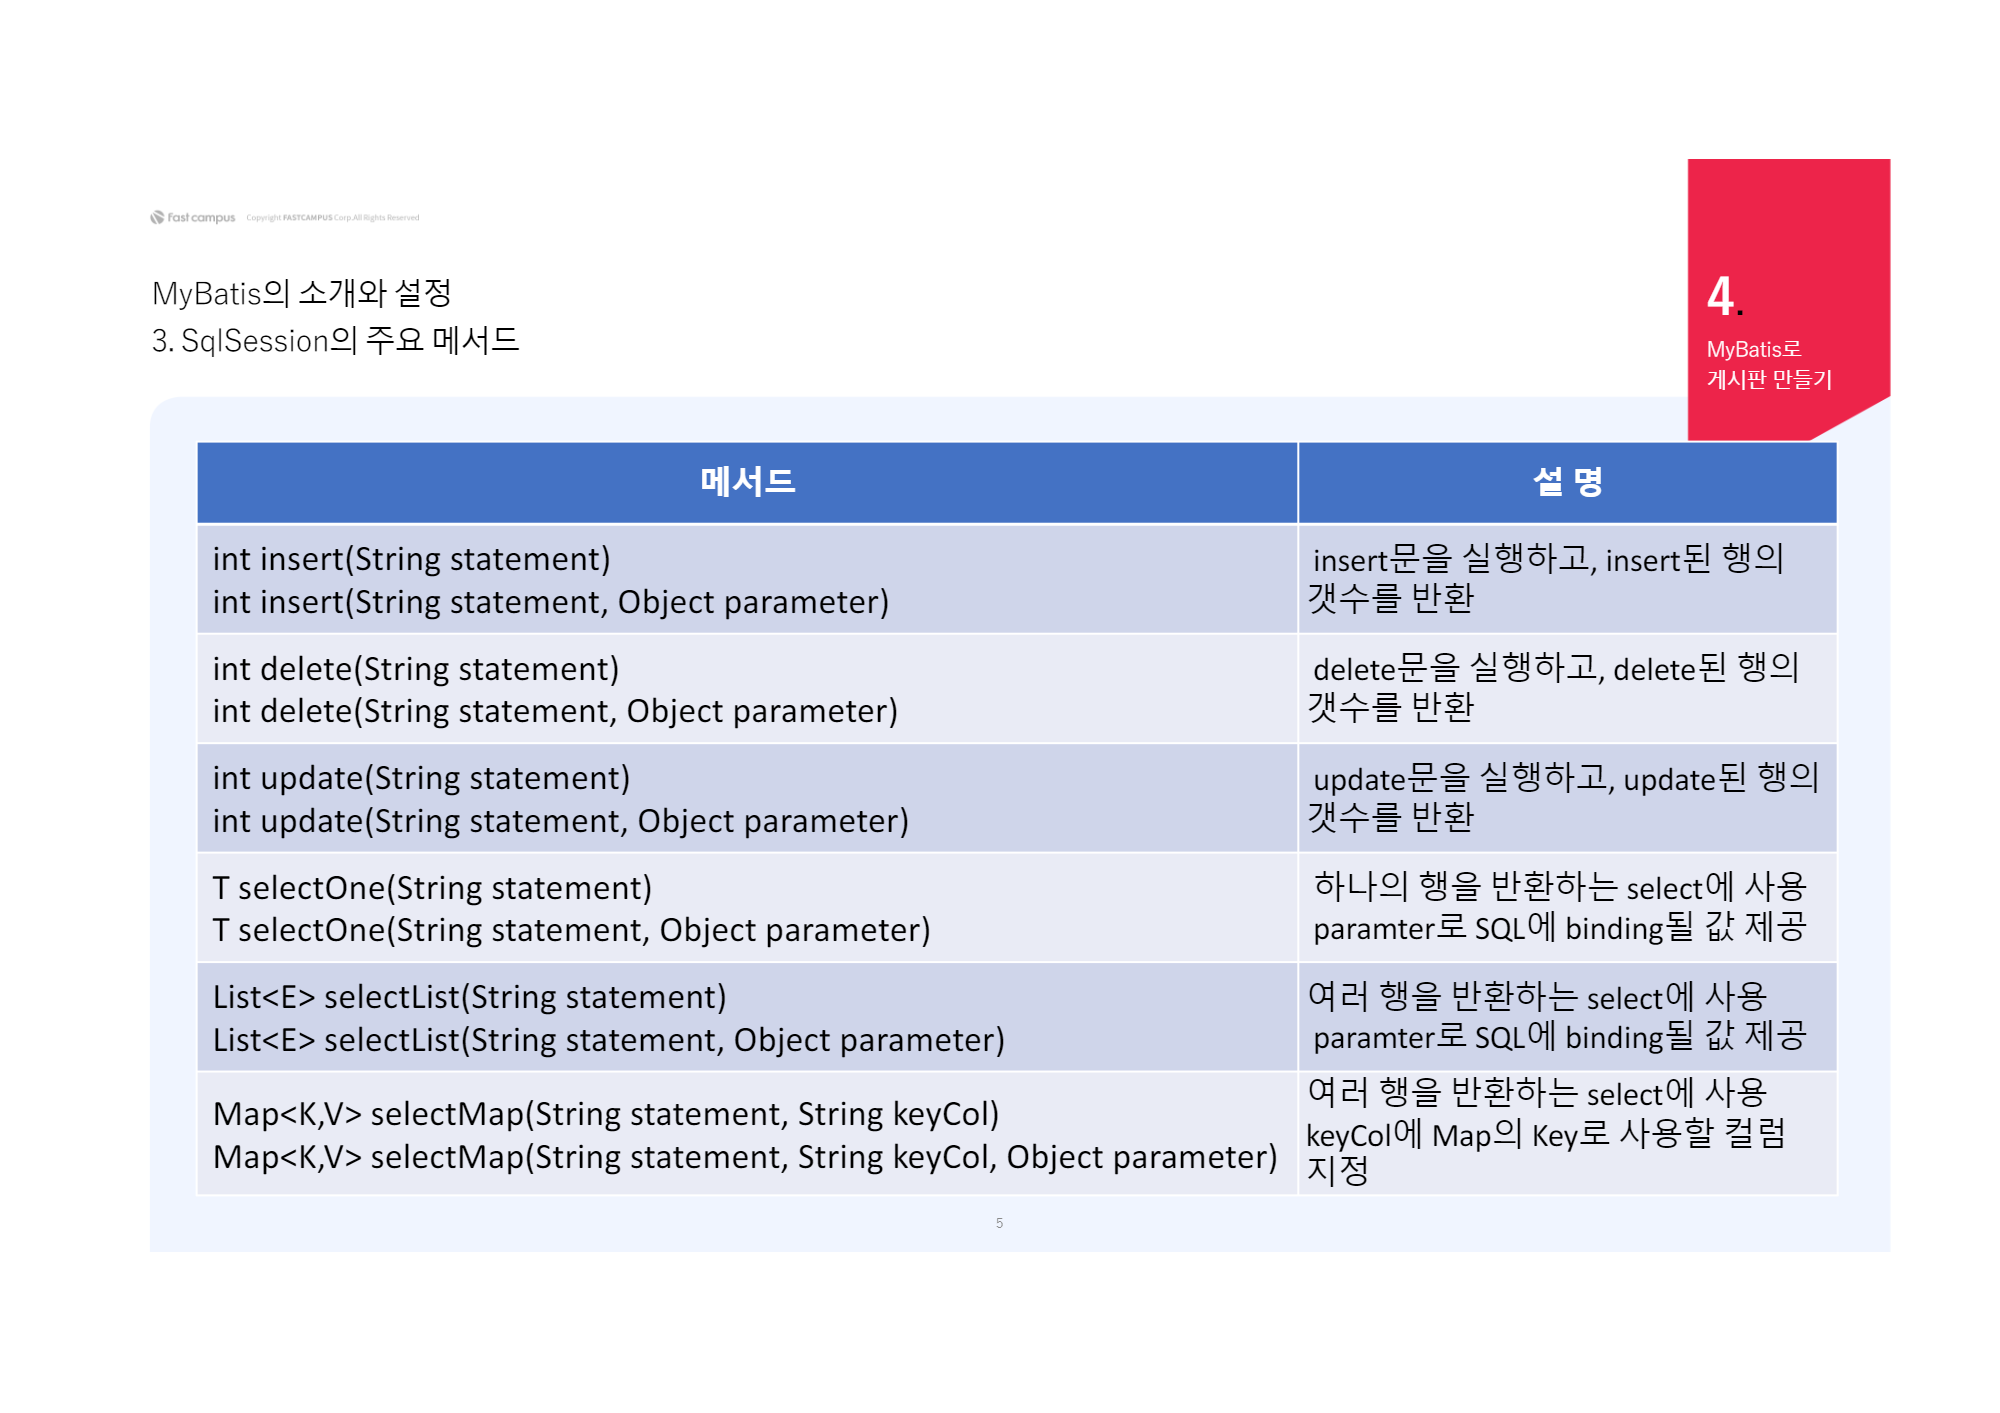 Fast campus Copyright FASTCAMPUS Corp.All Rights Reserved
MyBatis의 소개와 설정
3. SqlSession의 주요 메서드
4.
MyBatis로
게시판 만들기
메서드
설 명
int insert(String statement)
int insert(String statement, Object parameter)
insert문을 실행하고, insert된 행의
갯수를 반환
int delete(String statement)
int delete(String statement, Object parameter)
delete문을 실행하고, delete된 행의
갯수를 반환
int update(String statement)
int update(String statement, Object parameter)
update문을 실행하고, update된 행의
갯수를 반환
T selectOne(String statement)
T selectOne(String statement, Object parameter)
하나의 행을 반환하는 select에 사용
paramter로 SQL에 binding될 값 제공
List<E> selectList(String statement)
List<E> selectList(String statement, Object parameter)
여러 행을 반환하는 select에 사용
paramter로 SQL에 binding될 값 제공
Map<K,V> selectMap(String statement, String keyCol)
Map<K,V> selectMap(String statement, String keyCol, Object parameter)
여러 행을 반환하는 select에 사용
keyCol에 Map의 Key로 사용할 컬럼
지정
5